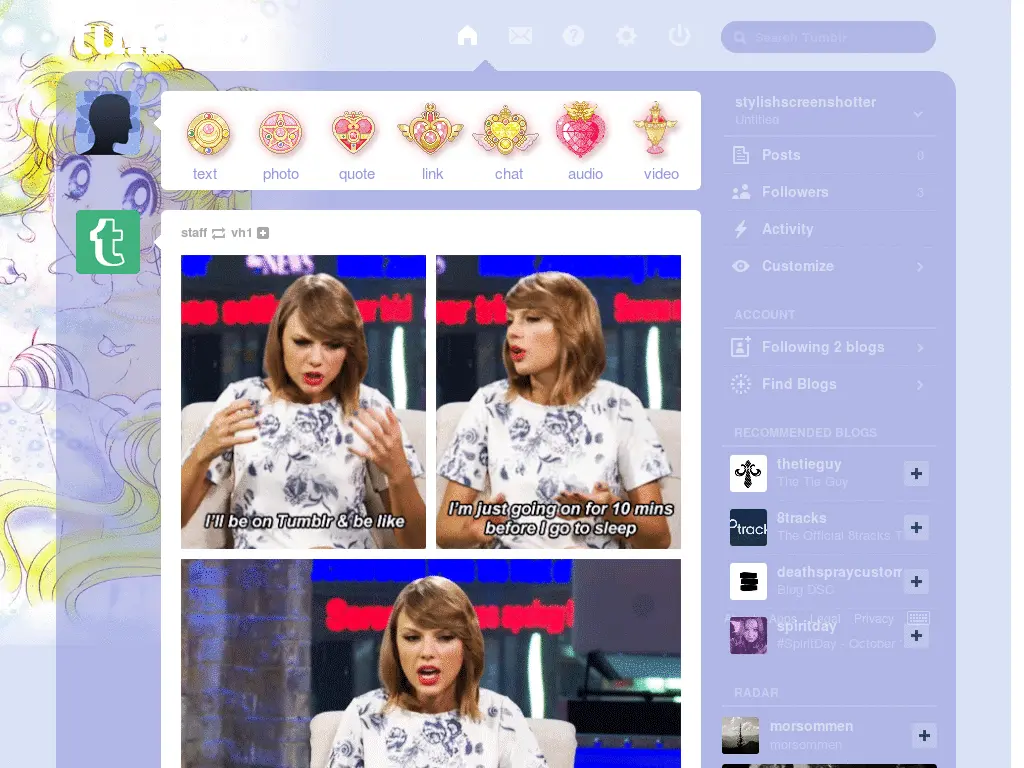 Search Tumblr
text photo quote link chat audio video
staff vh1
NEWS
I'll be on Tumblr & be like
I'm just going on for 10 mins
before I go to sleep
stylishscreenshotter
Untitled
Posts 0
Followers 3
Activity
Customize
ACCOUNT
Following 2 blogs
Find Blogs
RECOMMENDED BLOGS
thetieguy
The Tie Guy
8tracks
The Official 8tracks T
deathspraycustom
Blog DSC
Legal Privacy
spiritday
#SpiritDay - October
RADAR
morsommen
morsommen